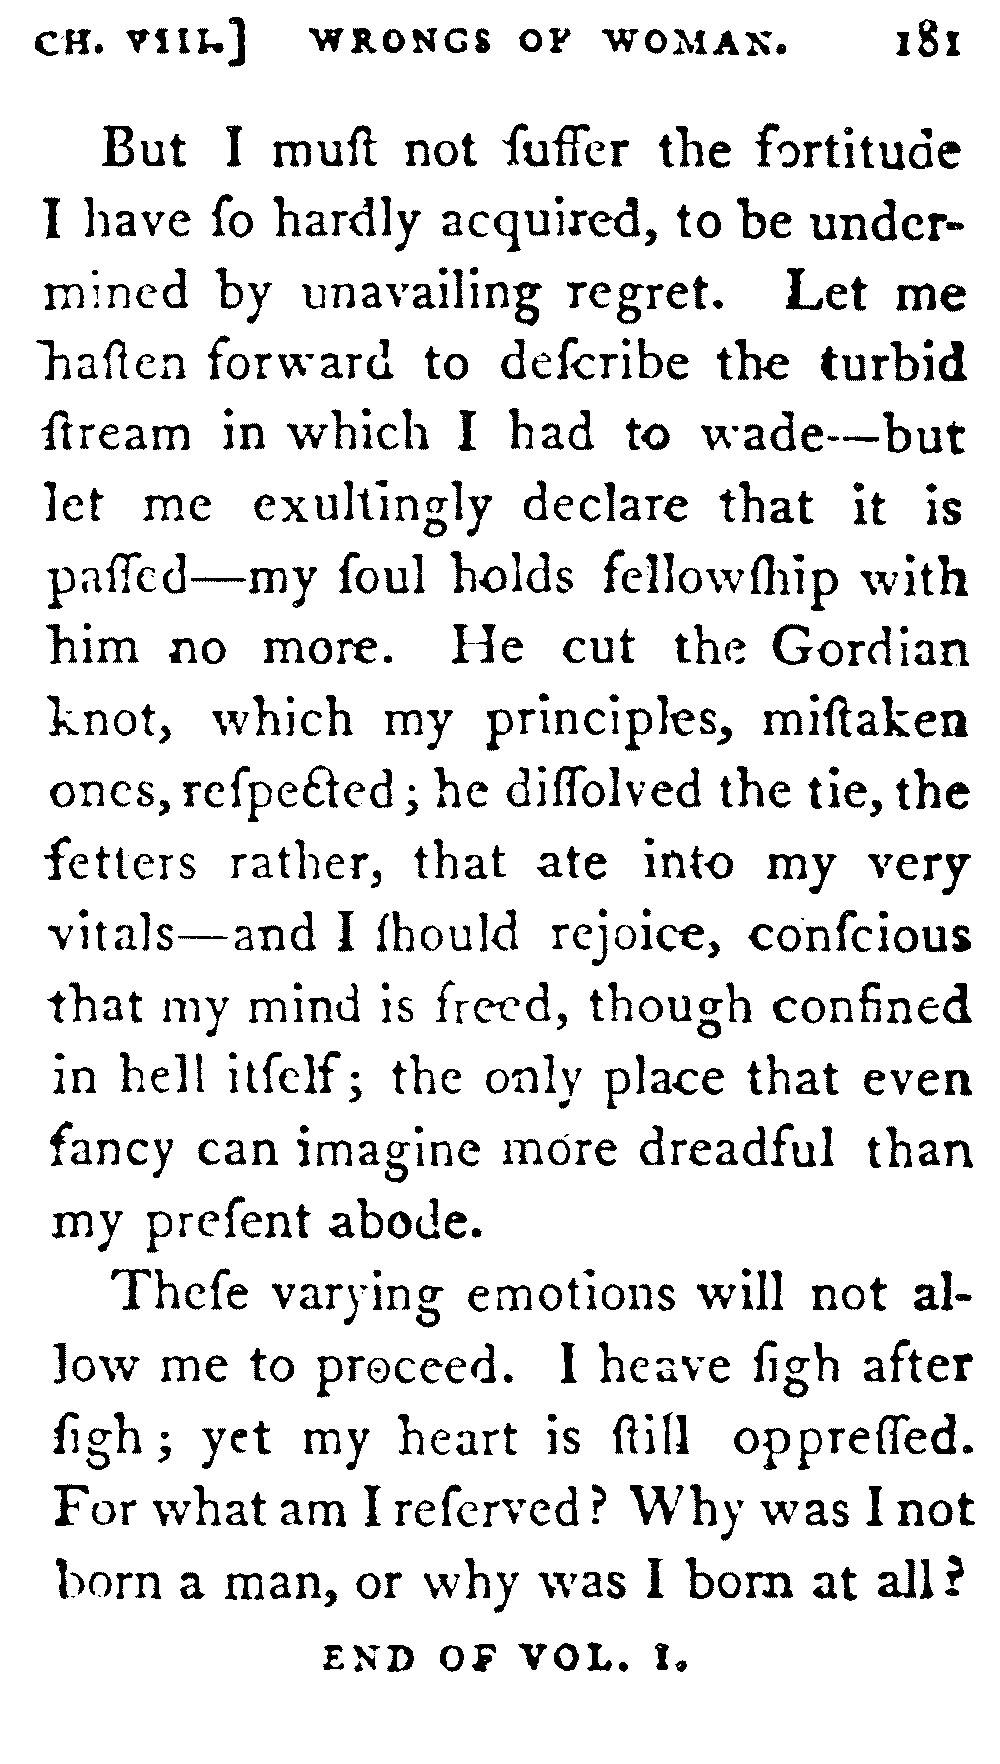 CH. VIII.] WRONGS OF WOMAN. 181
But I muſt not ſuffer the fortitude
I have ſo hardly acquired, to be under-
mined by unavailing regret. Let me
haſten forward to deſcribe the turbid
ſtream in which I had to wade—but
let me exultingly declare that it is
paſſed—my ſoul holds fellowſhip with
him no more. He cut the Gordian
knot, which my principles, miſtaken
ones, reſpected; he diſſolved the tie, the
fetters rather, that ate into my very
vitals—and I ſhould rejoice, conſcious
that my mind is freed, though confined
in hell itſelf; the only place that even
fancy can imagine more dreadful than
my preſent abode.
Theſe varying emotions will not al-
low me to proceed. I heave ſigh after
ſigh; yet my heart is ſtill oppreſſed.
For what am I reſerved? Why was I not
born a man, or why was I born at all?
END OF VOL. I.